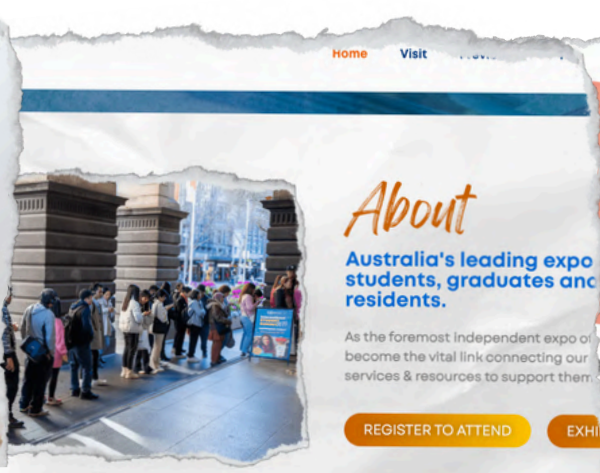 Home Visit
About
Australia's leading expo
students, graduates and
residents.
As the foremost independent expo of
become the vital link connecting our
services & resources to support them
REGISTER TO ATTEND
EXHI